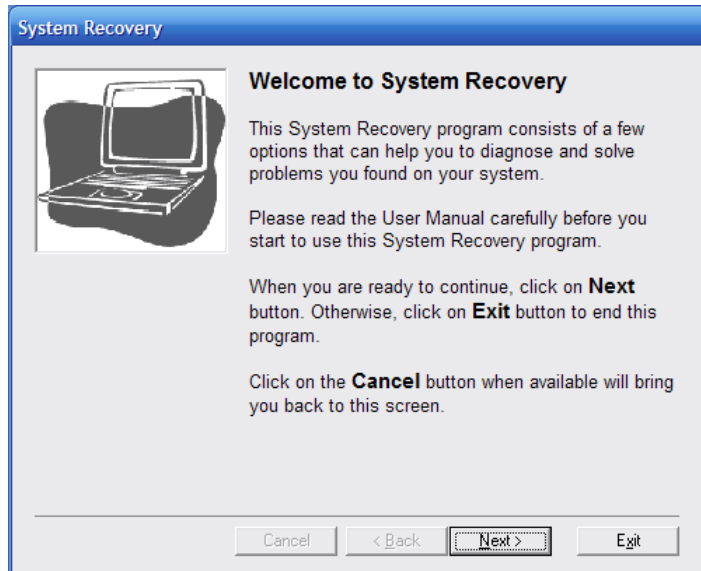 System Recovery
Welcome to System Recovery
This System Recovery program consists of a few
options that can help you to diagnose and solve
problems you found on your system.
Please read the User Manual carefully before you
start to use this System Recovery program.
When you are ready to continue, click on Next
button. Otherwise, click on Exit button to end this
program.
Click on the Cancel button when available will bring
you back to this screen.
Cancel
< Back
Next >
Exit